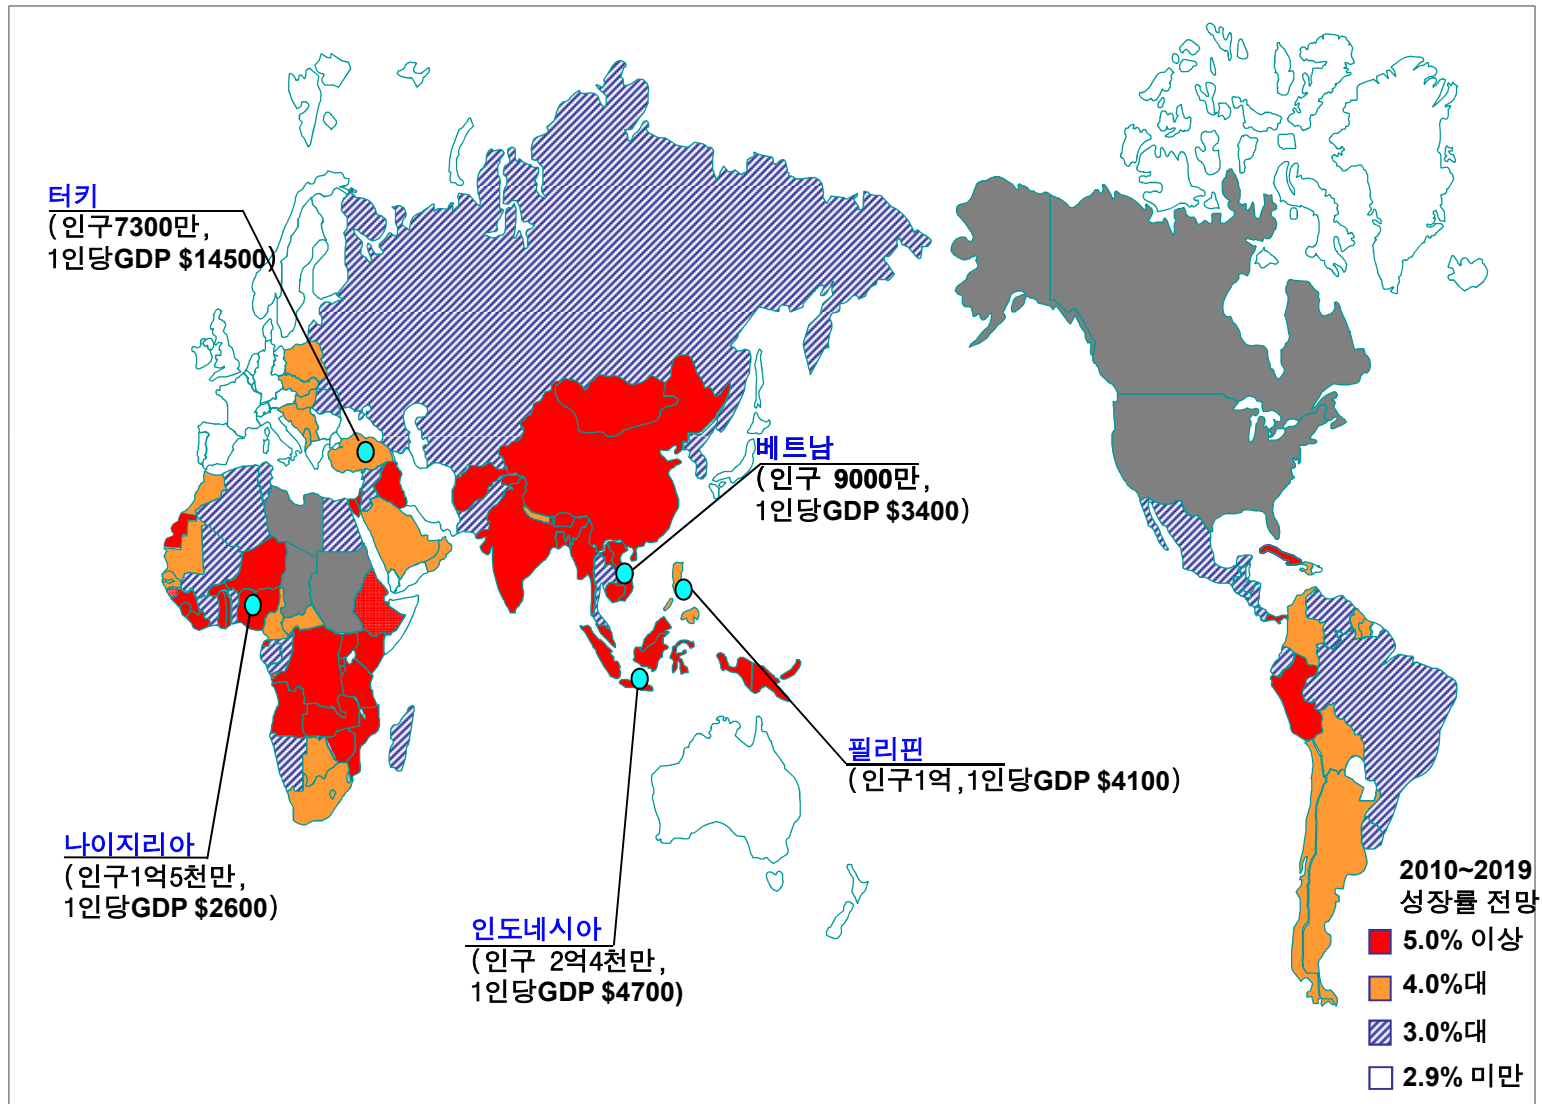 터키
(인구7300만,
1인당GDP $14500)
베트남
(인구 9000만,
1인당GDP $3400)
필리핀
(인구1억,1인당GDP $4100)
나이지리아
(인구1억5천만,
1인당GDP $2600)
인도네시아
(인구 2억4천만,
1인당GDP $4700)
2010~2019
성장률 전망
5.0% 이상
4.0%대
3.0%대
2.9% 미만